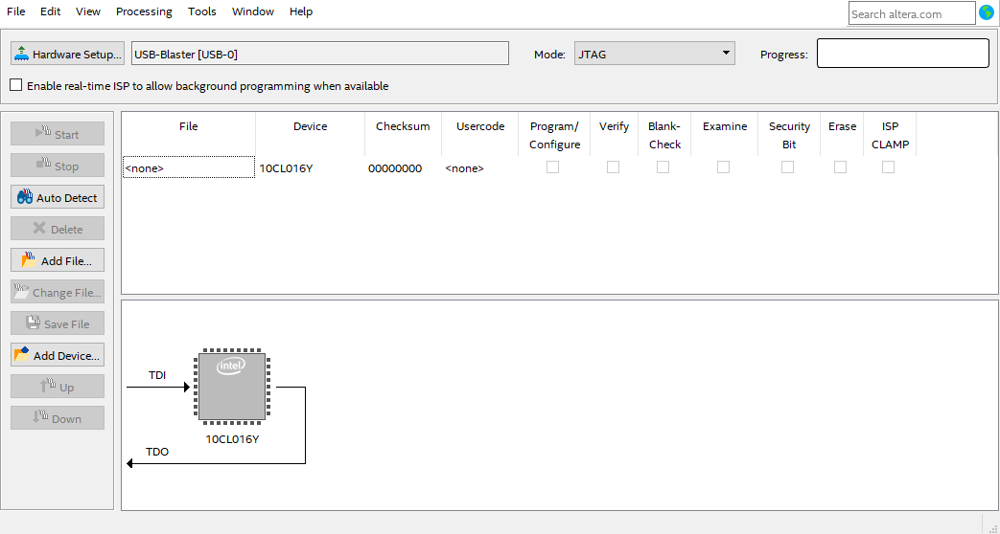 File Edit View Processing Tools Window Help
Search altera.com
Hardware Setup... USB-Blaster [USB-0] Mode: JTAG Progress:
Enable real-time ISP to allow background programming when available
Start
Stop
Auto Detect
Delete
Add File...
Change File...
Save File
Add Device...
Up
Down
File Device Checksum Usercode Program/ Verify Blank- Examine Security Erase ISP
Configure Check Bit CLAMP
<none> 10CL016Y 00000000 <none>
intel
TDI
10CL016Y
TDO